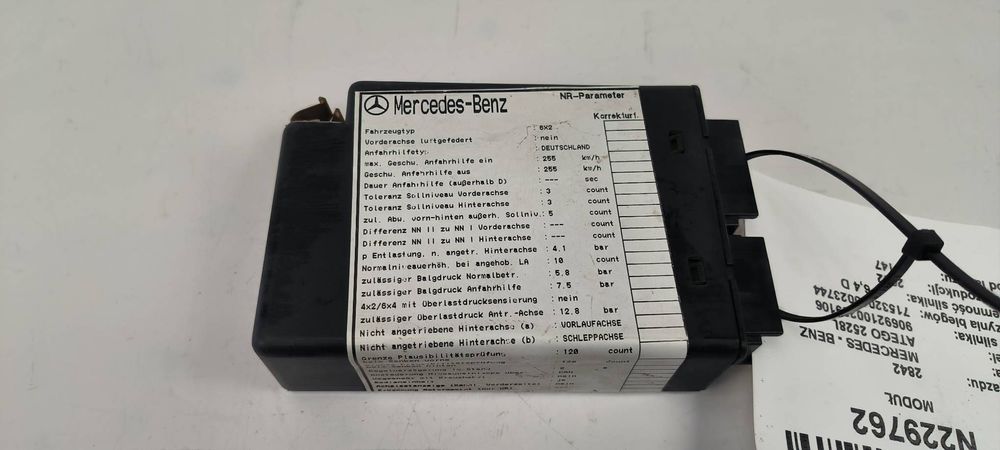 Mercedes-Benz NR-Parameter
Korrektur!
Fahrzeugtyp : 6X2
Vorderachse luftgefedert : nein
Anfahrhilfetyp : DEUTSCHLAND
max. Geschw. Anfahrhilfe ein : 255 km/h
Geschw. Anfahrhilfe aus : 255 km/h
Dauer Anfahrhilfe (außerhalb D) : --- sec
Toleranz Sollniveau Vorderachse : 3 count
Toleranz Sollniveau Hinterachse : 3 count
zul. Abw. vorn-hinten außerh. Sollniv.: 5 count
Differenz NN II zu NN I Vorderachse : --- count
Differenz NN II zu NN I Hinterachse : --- count
p Entlastung, n. angetr. Hinterachse : 4.1 bar
Normalniveauerhöh. bei angehob. LA : 10 count
zulässiger Balgdruck Normalbetr. : 5.8 bar
zulässiger Balgdruck Anfahrhilfe : 7.5 bar
4x2/6x4 mit Überlastdrucksensierung : nein
zulässiger Überlastdruck Antr.-Achse : 12.8 bar
Nicht angetriebene Hinterachse (a) : VORLAUFACHSE
Nicht angetriebene Hinterachse (b) : SCHLEPPACHSE
Grenze Plausibilitätsprüfung : 120 count
N229762
MODUŁ
2842
MERCEDES - BENZ
ATEGO 2528L
6,4 D
147